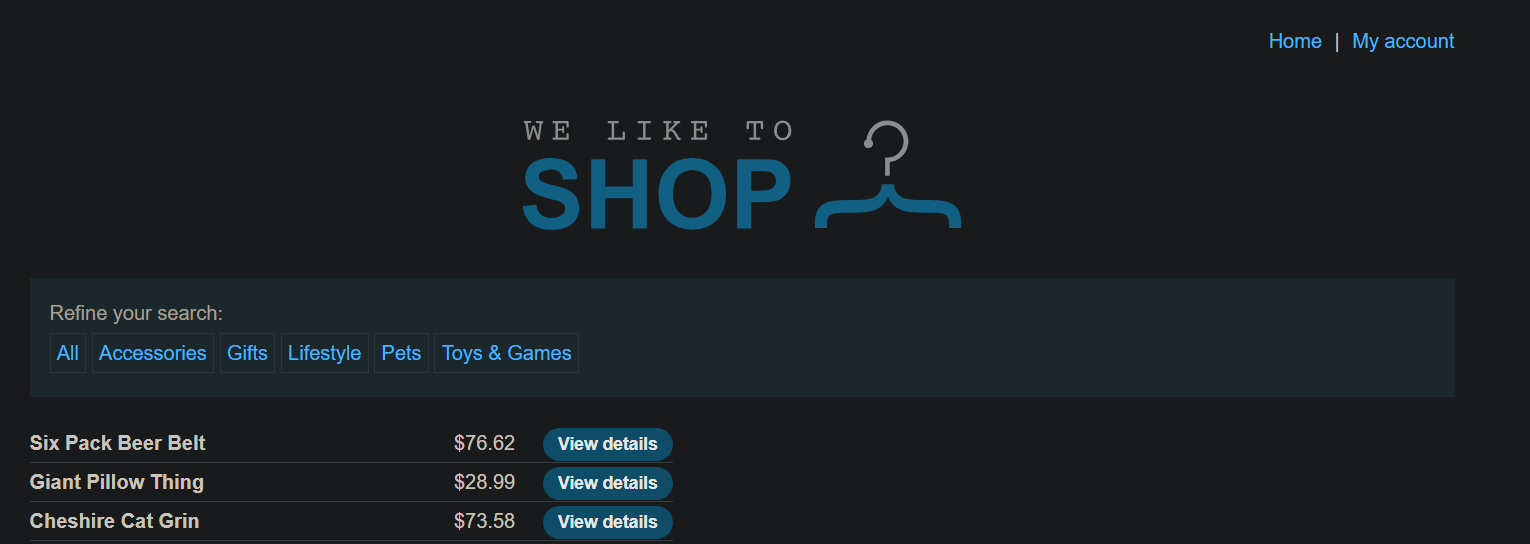 Home | My account
WE LIKE TO
SHOP
Refine your search:
All Accessories Gifts Lifestyle Pets Toys & Games
Six Pack Beer Belt $76.62 View details
Giant Pillow Thing $28.99 View details
Cheshire Cat Grin $73.58 View details